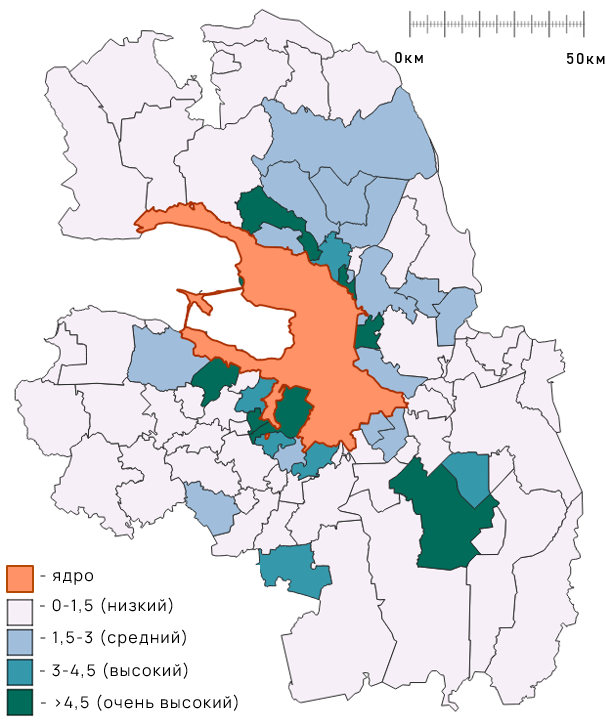 0км 50км
- ядро
- 0-1,5 (низкий)
- 1,5-3 (средний)
- 3-4,5 (высокий)
- >4,5 (очень высокий)